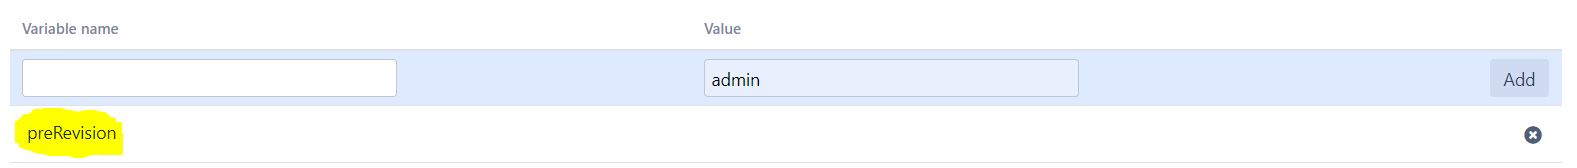 Variable name Value
admin Add
preRevision